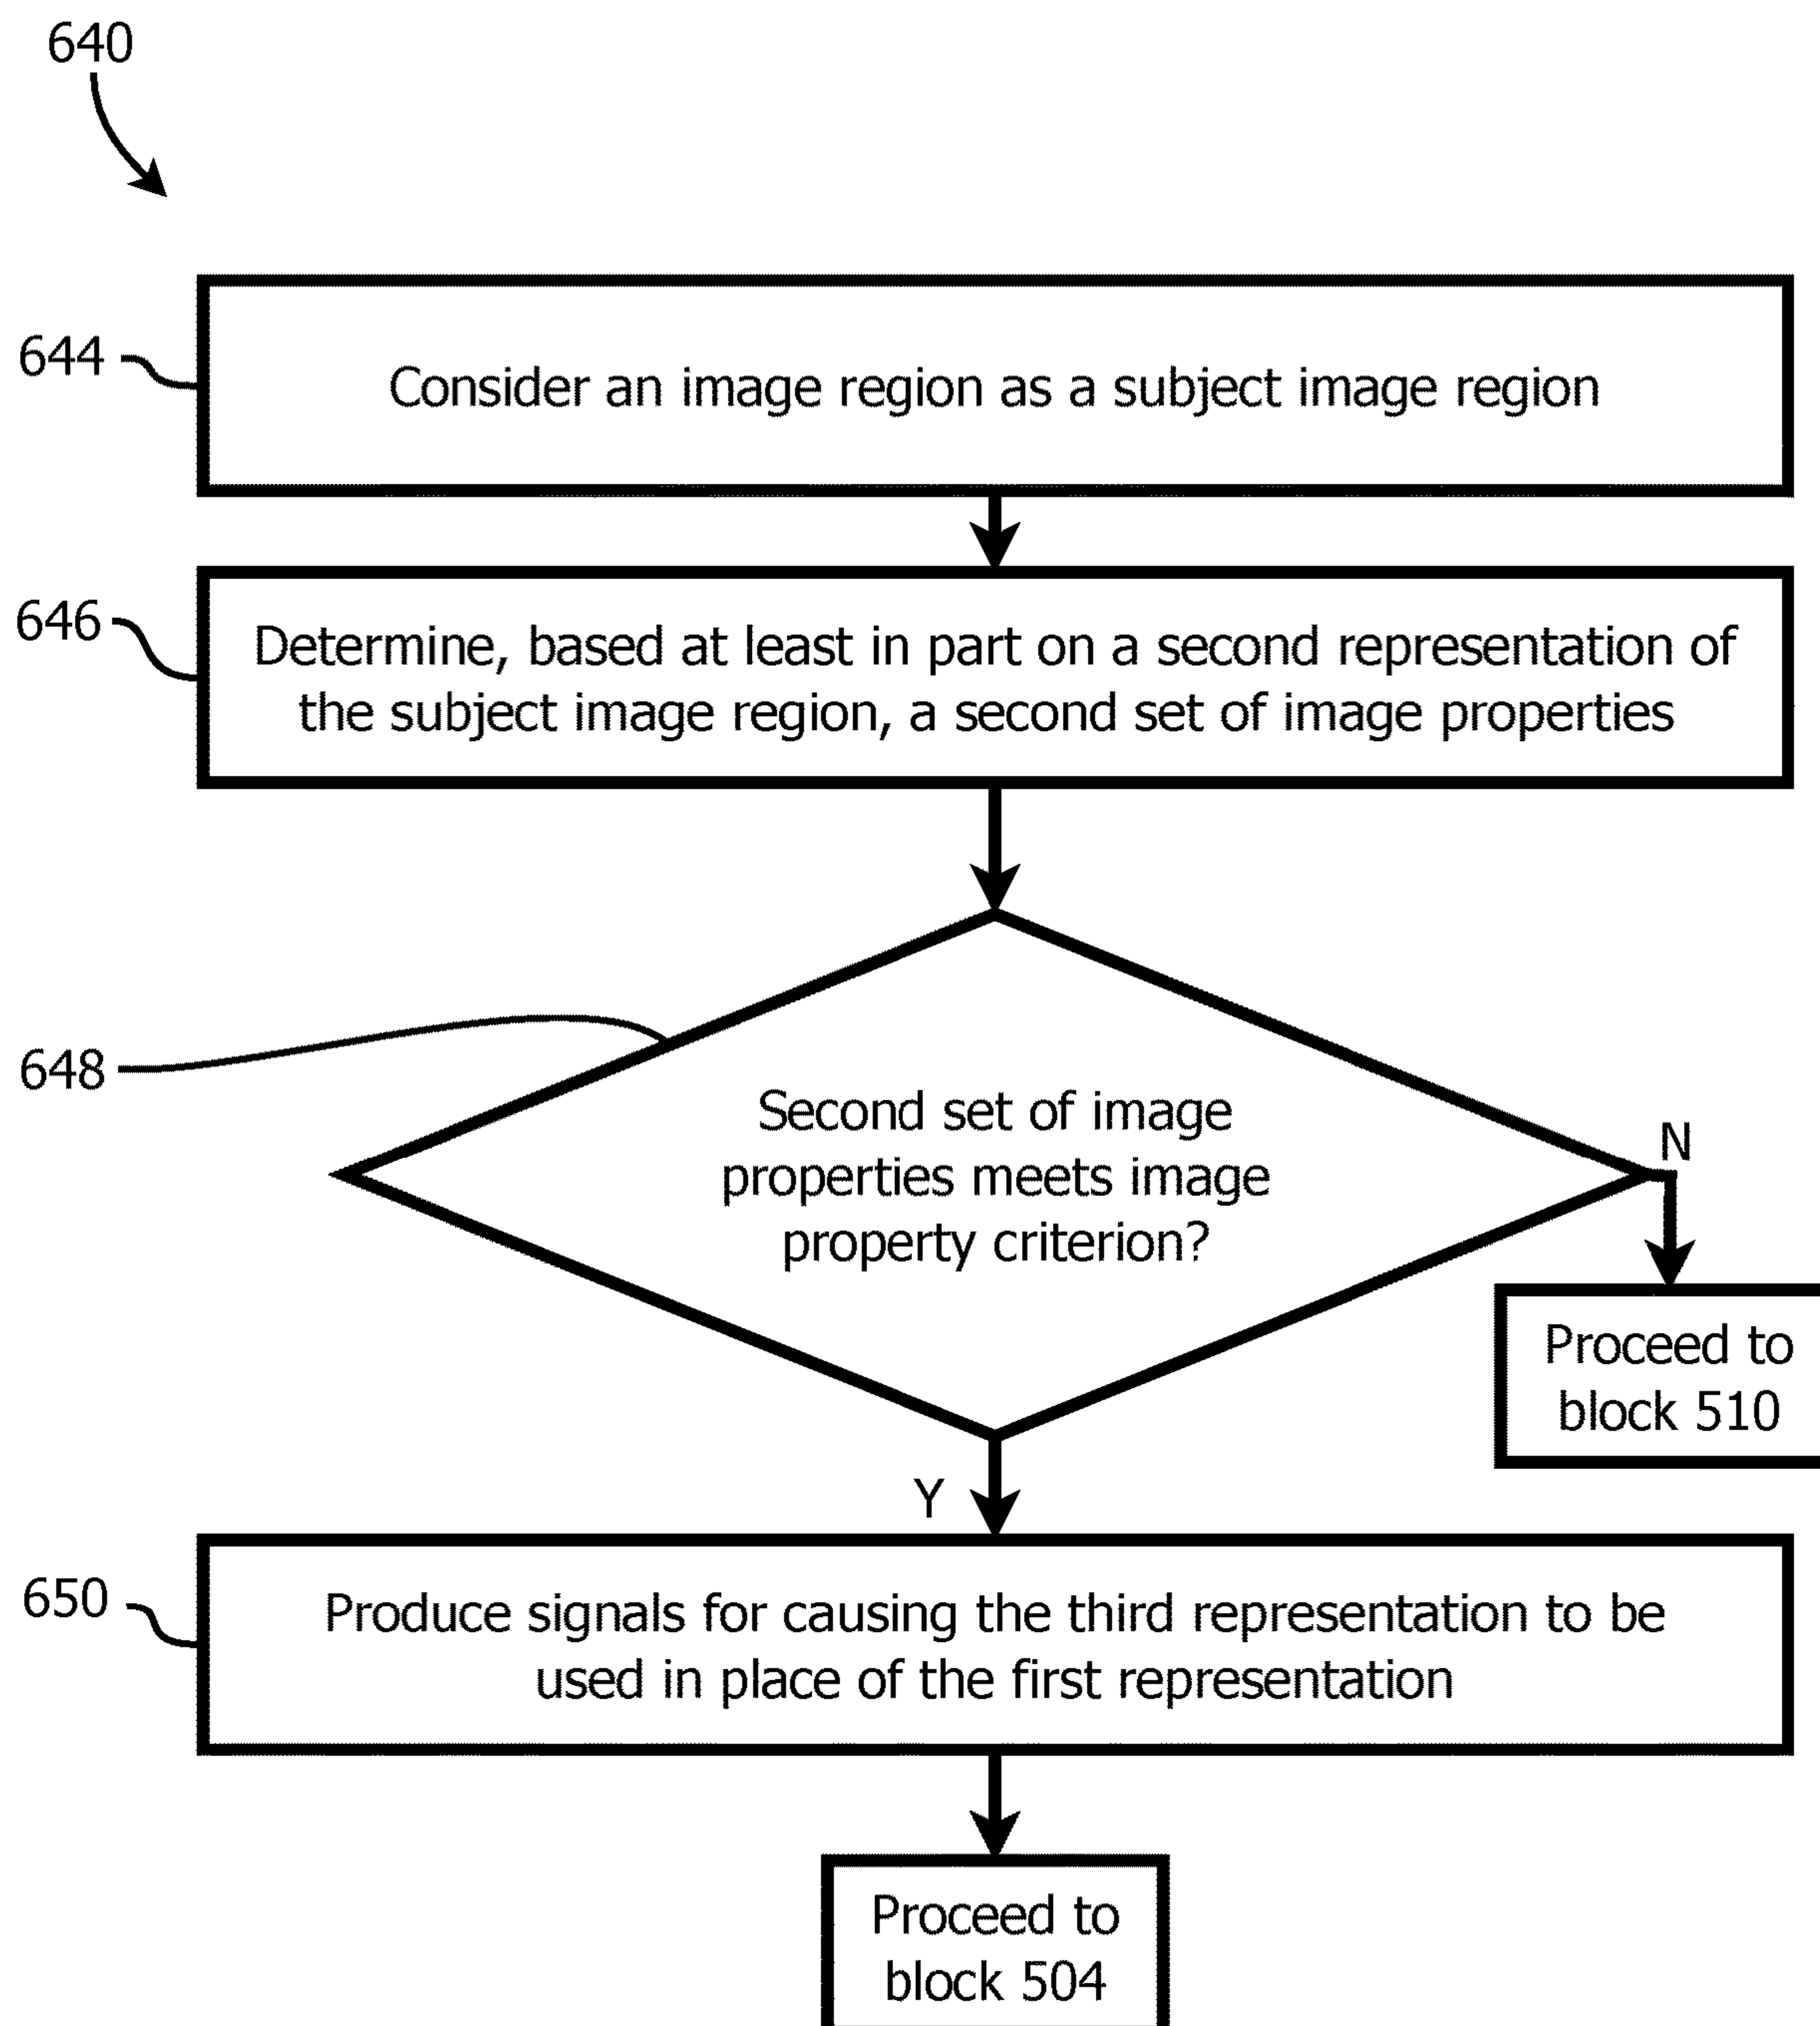 640
644
Consider an image region as a subject image region
646
Determine, based at least in part on a second representation of
the subject image region, a second set of image properties
648
Second set of image
properties meets image
property criterion?
N
Proceed to
block 510
Y
650
Produce signals for causing the third representation to be
used in place of the first representation
Proceed to
block 504